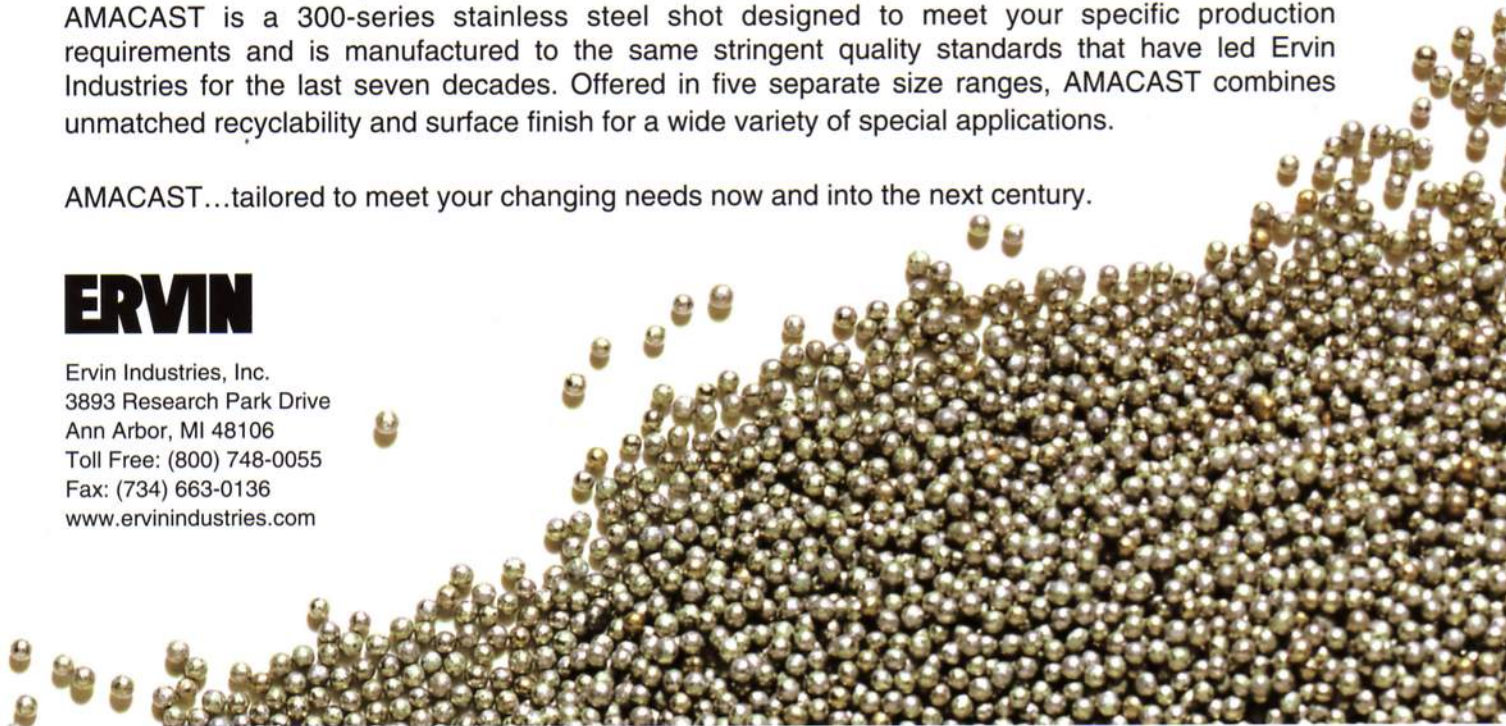 AMACAST is a 300-series stainless steel shot designed to meet your specific production
requirements and is manufactured to the same stringent quality standards that have led Ervin
Industries for the last seven decades. Offered in five separate size ranges, AMACAST combines
unmatched recyclability and surface finish for a wide variety of special applications.
AMACAST...tailored to meet your changing needs now and into the next century.
ERVIN
Ervin Industries, Inc.
3893 Research Park Drive
Ann Arbor, MI 48106
Toll Free: (800) 748-0055
Fax: (734) 663-0136
www.ervinindustries.com